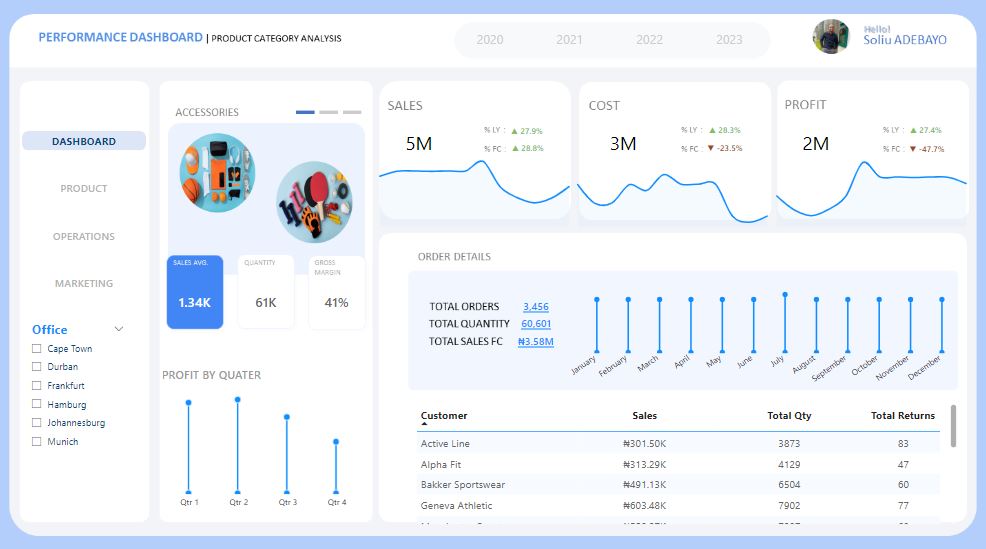 PERFORMANCE DASHBOARD | PRODUCT CATEGORY ANALYSIS
2020 2021 2022 2023
Hello!
Soliu ADEBAYO
DASHBOARD
PRODUCT
OPERATIONS
MARKETING
Office
Cape Town
Durban
Frankfurt
Hamburg
Johannesburg
Munich
ACCESSORIES
SALES AVG.
1.34K
QUANTITY
61K
GROSS
MARGIN
41%
PROFIT BY QUATER
Qtr 1 Qtr 2 Qtr 3 Qtr 4
SALES
5M
% LY : ▲ 27.9%
% FC : ▲ 28.8%
COST
3M
% LY : ▲ 28.3%
% FC : ▼ -23.5%
PROFIT
2M
% LY : ▲ 27.4%
% FC : ▼ -47.7%
ORDER DETAILS
TOTAL ORDERS 3,456
TOTAL QUANTITY 60,601
TOTAL SALES FC ₦3.58M
January February March April May June July August September October November December
Customer Sales Total Qty Total Returns
Active Line ₦301.50K 3873 83
Alpha Fit ₦313.29K 4129 47
Bakker Sportswear ₦491.13K 6504 60
Geneva Athletic ₦603.48K 7902 77